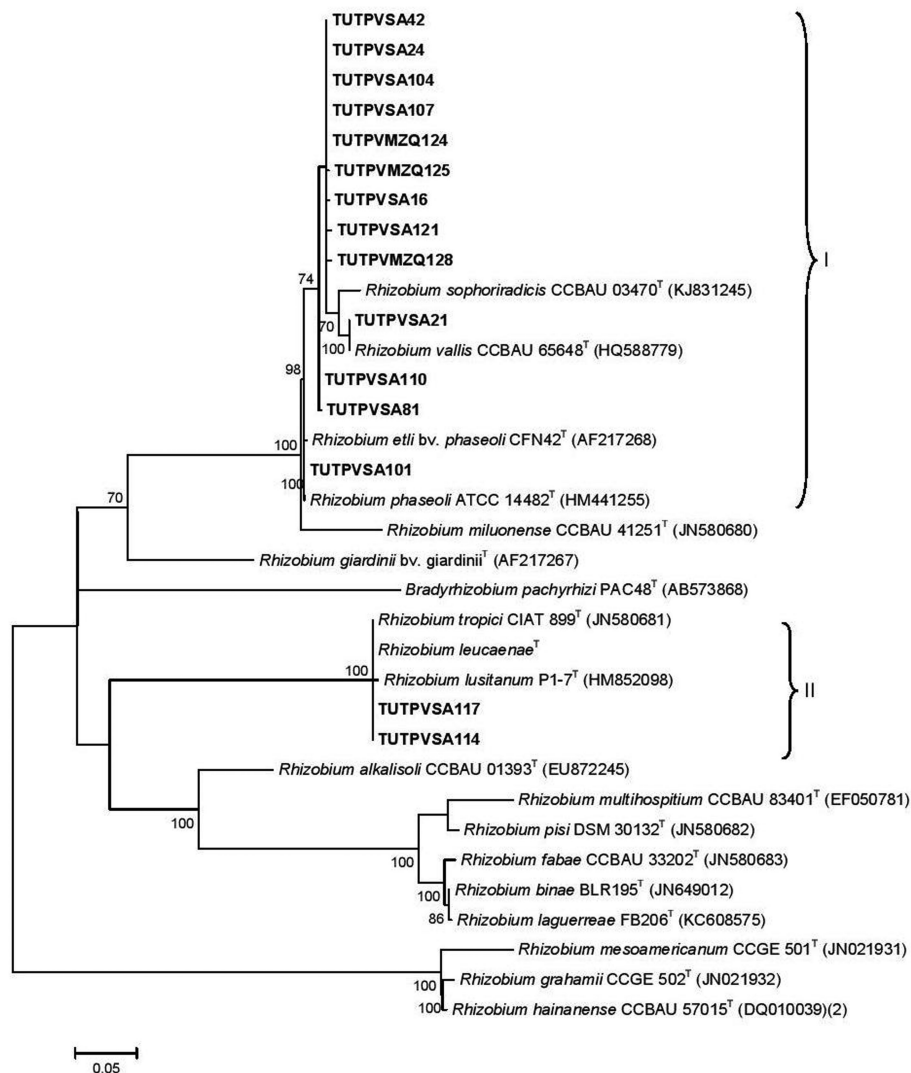 TUTPVSA42
TUTPVSA24
TUTPVSA104
TUTPVSA107
TUTPVMZQ124
TUTPVMZQ125
TUTPVSA16
TUTPVSA121
TUTPVMZQ128
I
74
Rhizobium sophoriradicis CCBAU 03470ᵀ (KJ831245)
70
TUTPVSA21
100
Rhizobium vallis CCBAU 65648ᵀ (HQ588779)
98
TUTPVSA110
TUTPVSA81
100
Rhizobium etli bv. phaseoli CFN42ᵀ (AF217268)
TUTPVSA101
100
Rhizobium phaseoli ATCC 14482ᵀ (HM441255)
70
Rhizobium miluonense CCBAU 41251ᵀ (JN580680)
Rhizobium giardinii bv. giardiniiᵀ (AF217267)
Bradyrhizobium pachyrhizi PAC48ᵀ (AB573868)
Rhizobium tropici CIAT 899ᵀ (JN580681)
Rhizobium leucaenaeᵀ
100
Rhizobium lusitanum P1-7ᵀ (HM852098)
II
TUTPVSA117
TUTPVSA114
Rhizobium alkalisoli CCBAU 01393ᵀ (EU872245)
100
Rhizobium multihospitium CCBAU 83401ᵀ (EF050781)
Rhizobium pisi DSM 30132ᵀ (JN580682)
100
Rhizobium fabae CCBAU 33202ᵀ (JN580683)
100
Rhizobium binae BLR195ᵀ (JN649012)
86
Rhizobium laguerreae FB206ᵀ (KC608575)
Rhizobium mesoamericanum CCGE 501ᵀ (JN021931)
100
Rhizobium grahamii CCGE 502ᵀ (JN021932)
100
Rhizobium hainanense CCBAU 57015ᵀ (DQ010039)(2)
0.05